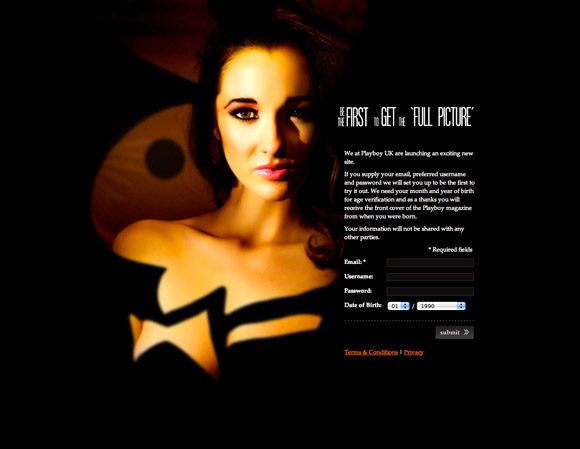 BE THE FIRST TO GET THE 'FULL PICTURE'
We at Playboy UK are launching an exciting new
site.
If you supply your email, preferred username
and password we will set you up to be the first to
try it out. We need your month and year of birth
for age verification and as a thanks you will
receive the front cover of the Playboy magazine
from when you were born.
Your information will not be shared with any
other parties.
* Required fields
Email: *
Username:
Password:
Date of Birth: 01 / 1990
submit »
Terms & Conditions | Privacy